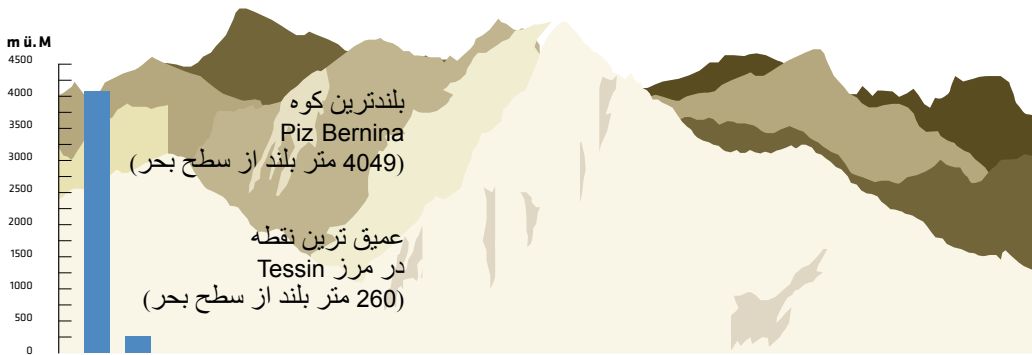 m ü.M
4500
4000
3500
3000
2500
2000
1500
1000
500
0
بلندترین کوه
Piz Bernina
(4049 متر بلند از سطح بحر)
عمیق ترین نقطه
در مرز Tessin
(260 متر بلند از سطح بحر)